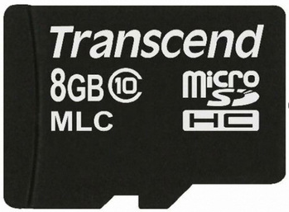 Transcend
8GB 10 micro
SD
MLC HC